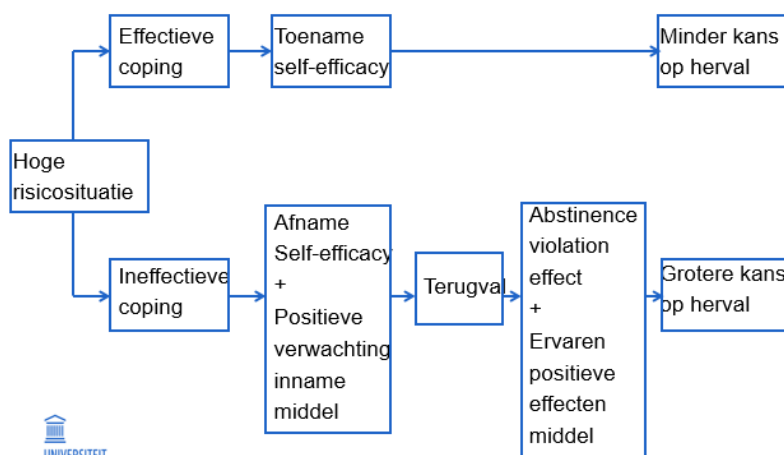 Effectieve
coping
Toename
self-efficacy
Minder kans
op herval
Hoge
risicosituatie
Ineffectieve
coping
Afname
Self-efficacy
+
Positieve
verwachting
inname
middel
Terugval
Abstinence
violation
effect
+
Ervaren
positieve
effecten
middel
Grotere kans
op herval
UNIVERSITEIT